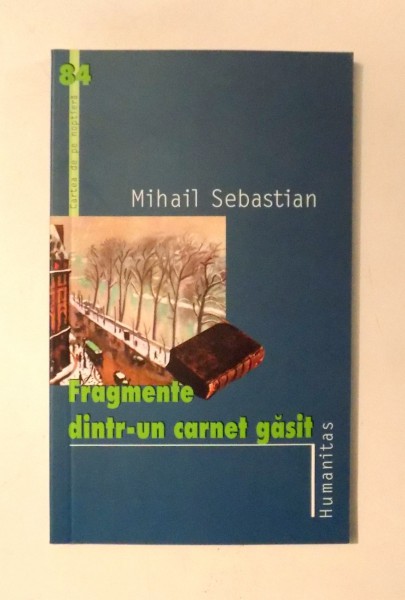 84
Cartea de pe noptieră
Mihail Sebastian
Fragmente
dintr-un carnet găsit
Humanitas